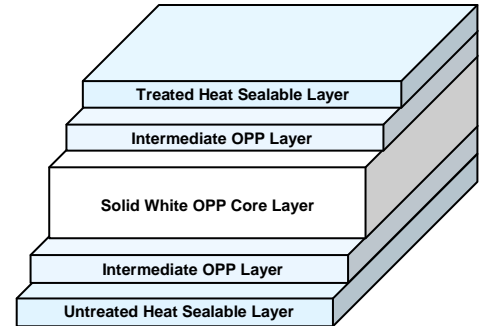 Treated Heat Sealable Layer
Intermediate OPP Layer
Solid White OPP Core Layer
Intermediate OPP Layer
Untreated Heat Sealable Layer